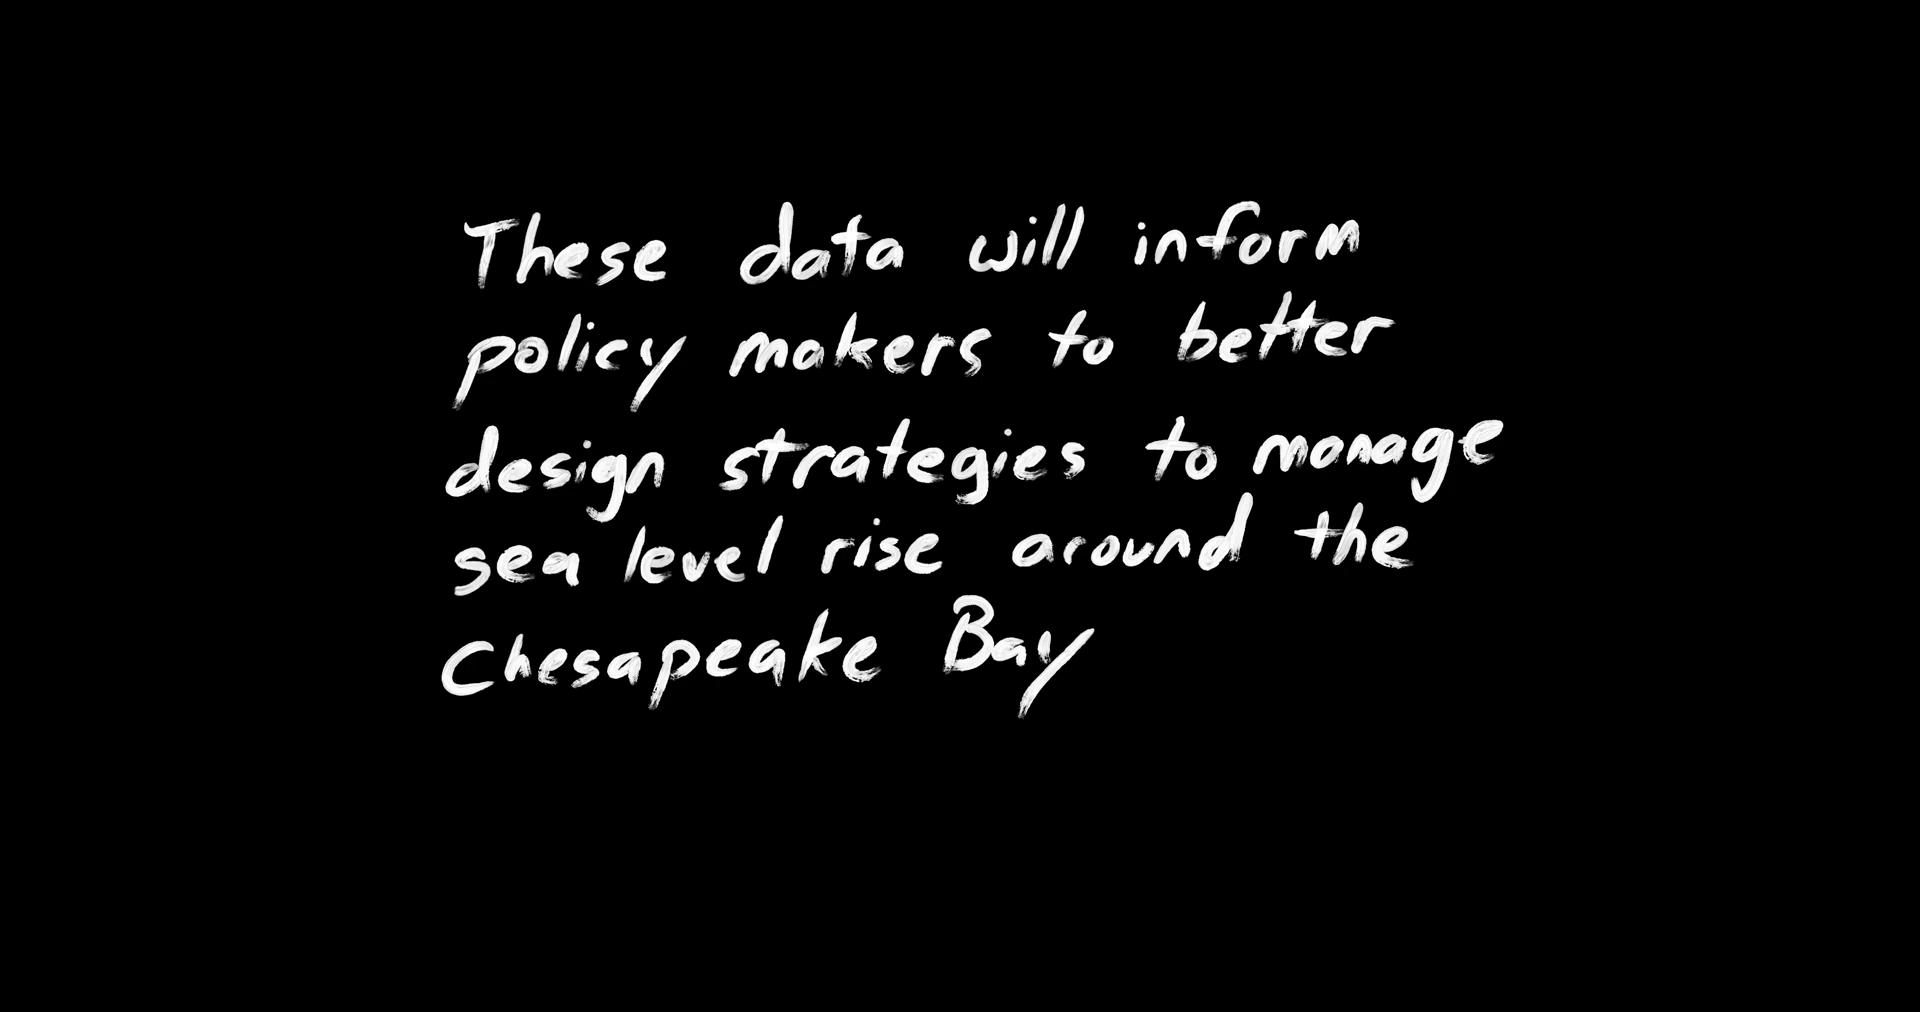 These data will inform
policy makers to better
design strategies to manage
sea level rise around the
Chesapeake Bay